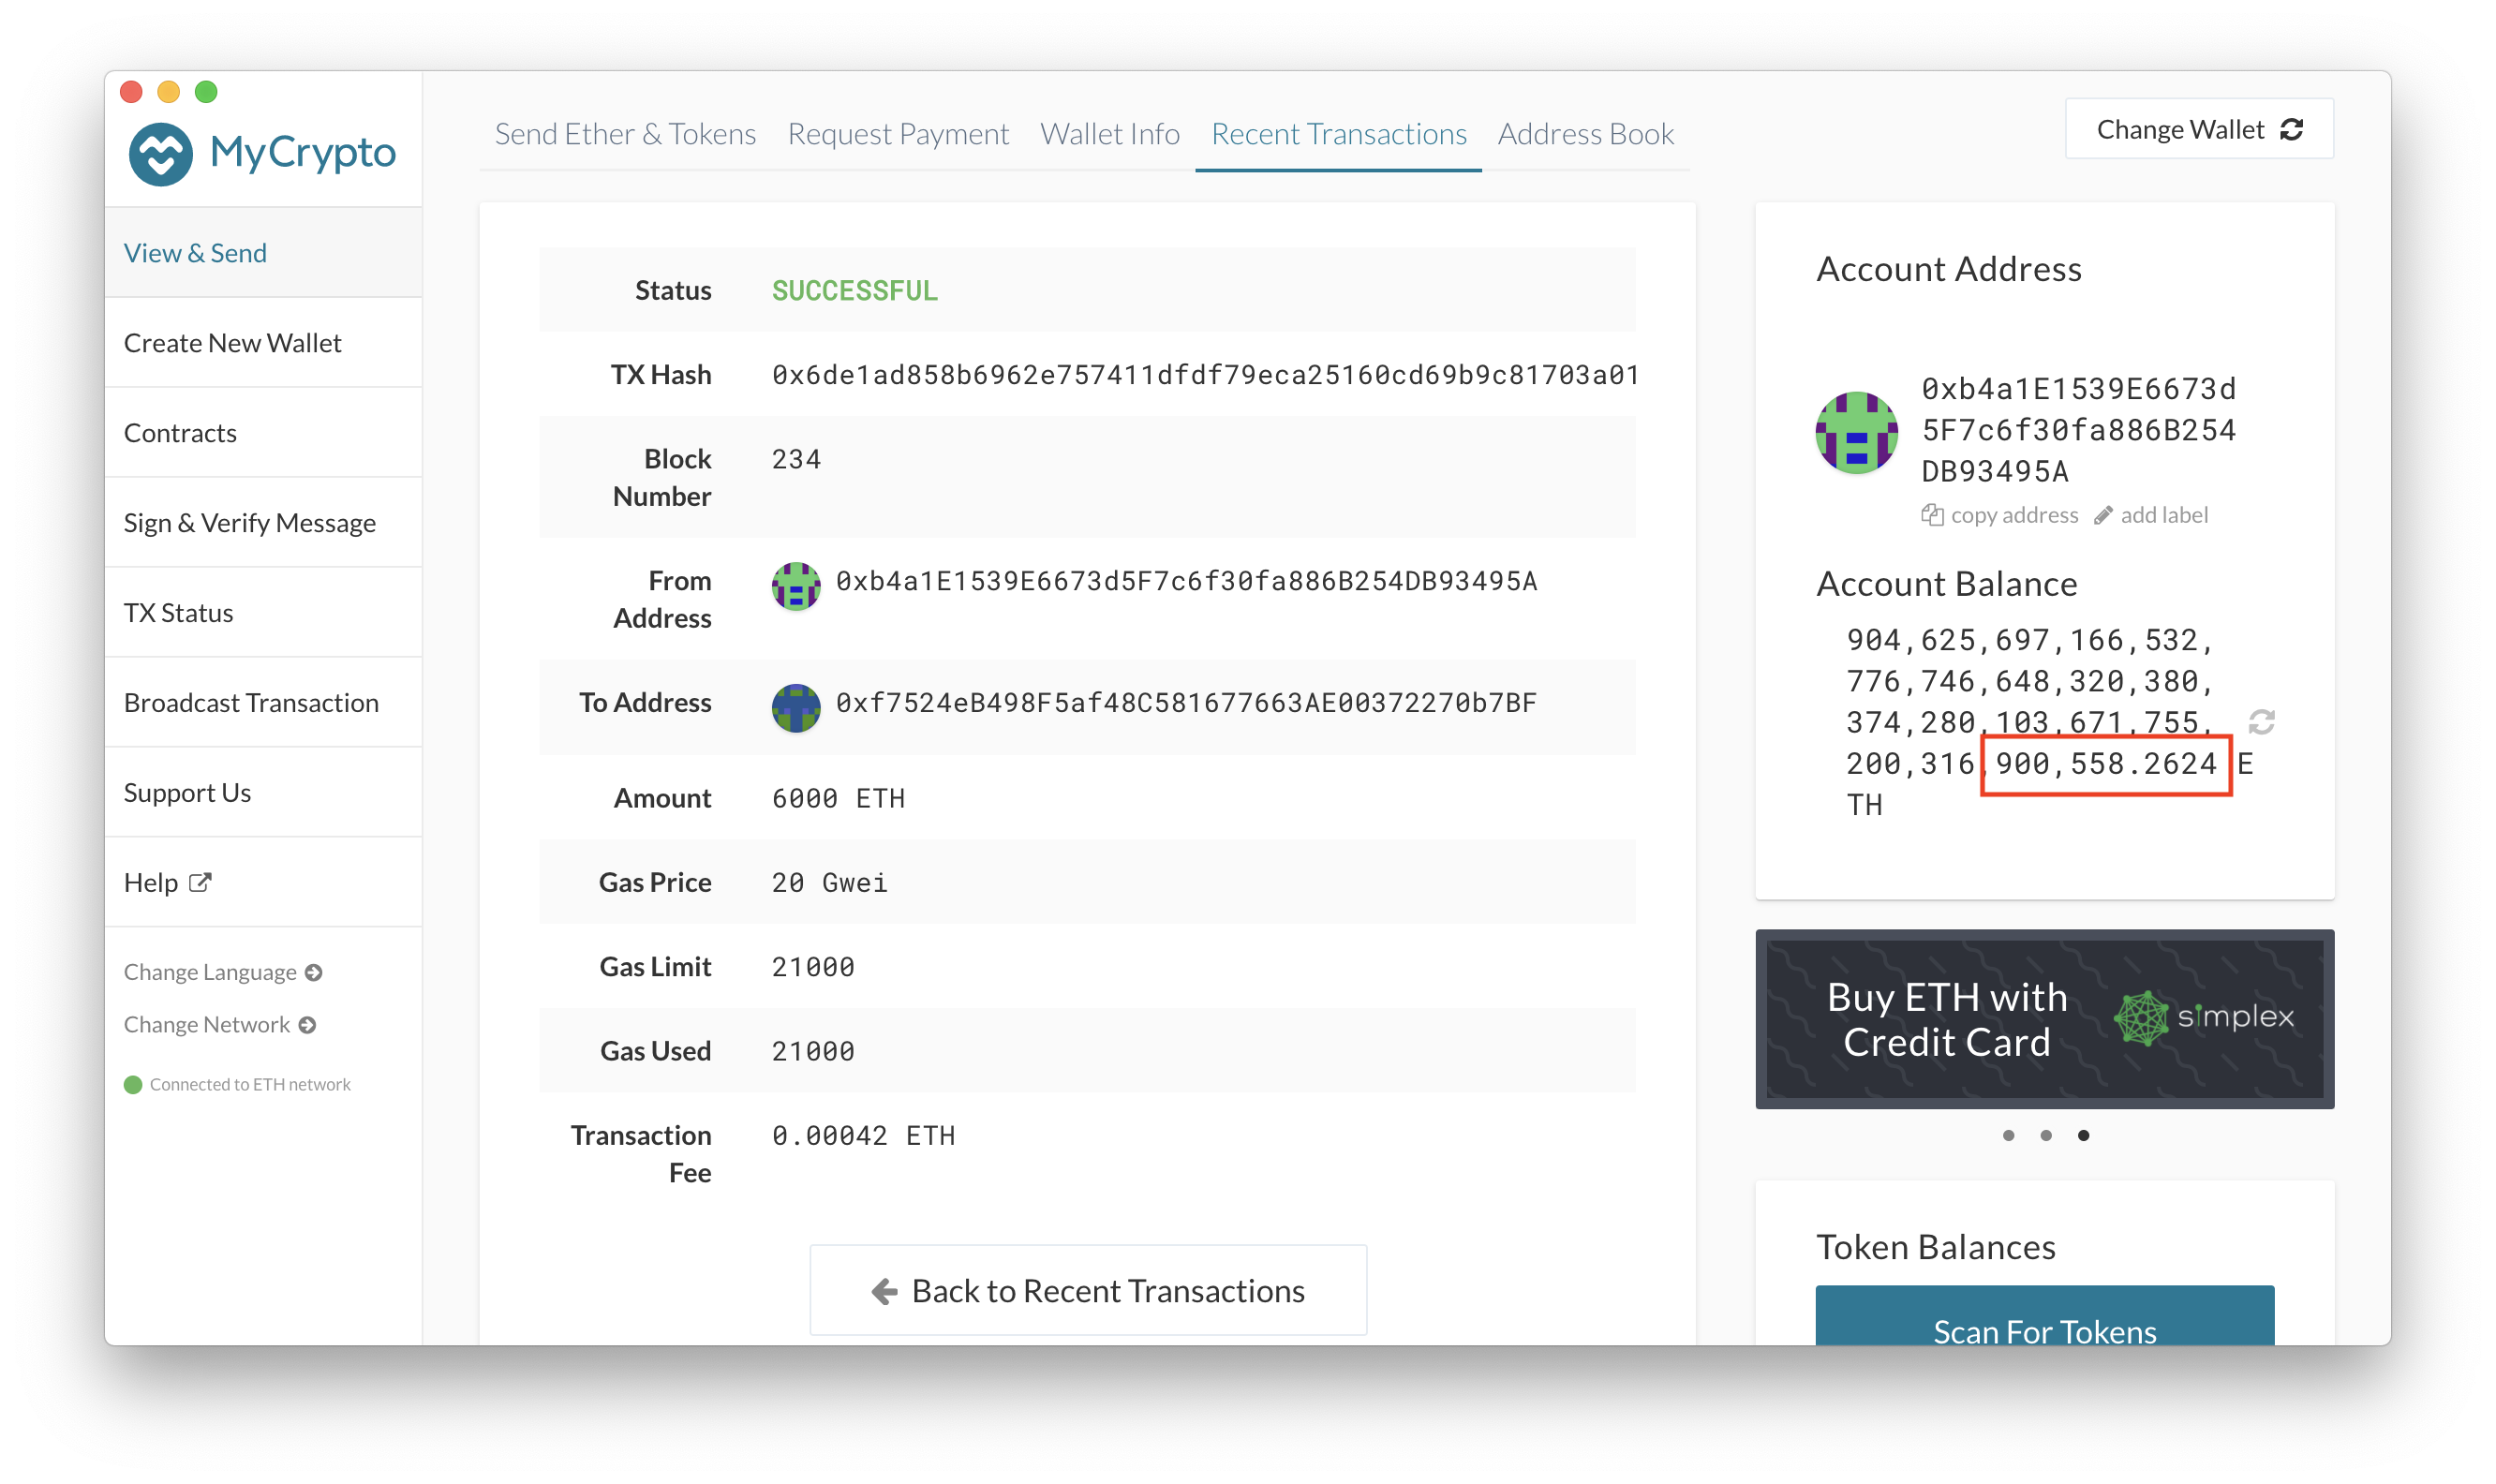 MyCrypto
View & Send
Create New Wallet
Contracts
Sign & Verify Message
TX Status
Broadcast Transaction
Support Us
Help
Change Language
Change Network
Connected to ETH network
Send Ether & Tokens
Request Payment
Wallet Info
Recent Transactions
Address Book
Change Wallet
Status SUCCESSFUL
TX Hash 0x6de1ad858b6962e757411dfdf79eca25160cd69b9c81703a01
Block 234
Number
From 0xb4a1E1539E6673d5F7c6f30fa886B254DB93495A
Address
To Address 0xf7524eB498F5af48C581677663AE00372270b7BF
Amount 6000 ETH
Gas Price 20 Gwei
Gas Limit 21000
Gas Used 21000
Transaction 0.00042 ETH
Fee
Back to Recent Transactions
Account Address
0xb4a1E1539E6673d
5F7c6f30fa886B254
DB93495A
copy address add label
Account Balance
904,625,697,166,532,
776,746,648,320,380,
374,280,103,671,755,
200,316,900,558.2624 E
TH
Buy ETH with
Credit Card
simplex
Token Balances
Scan For Tokens